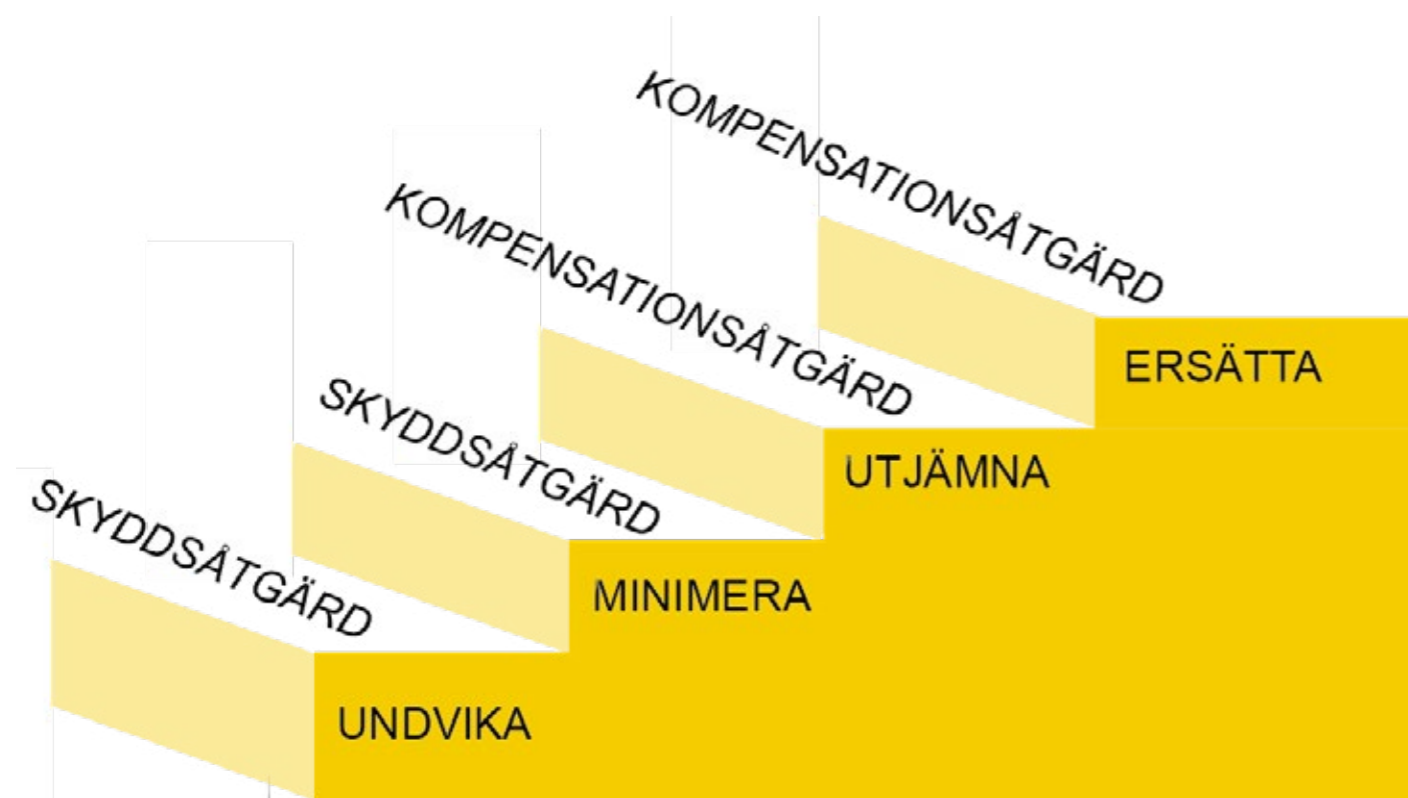 KOMPENSATIONSÅTGÄRD
KOMPENSATIONSÅTGÄRD
ERSÄTTA
SKYDDSÅTGÄRD
UTJÄMNA
SKYDDSÅTGÄRD
MINIMERA
UNDVIKA